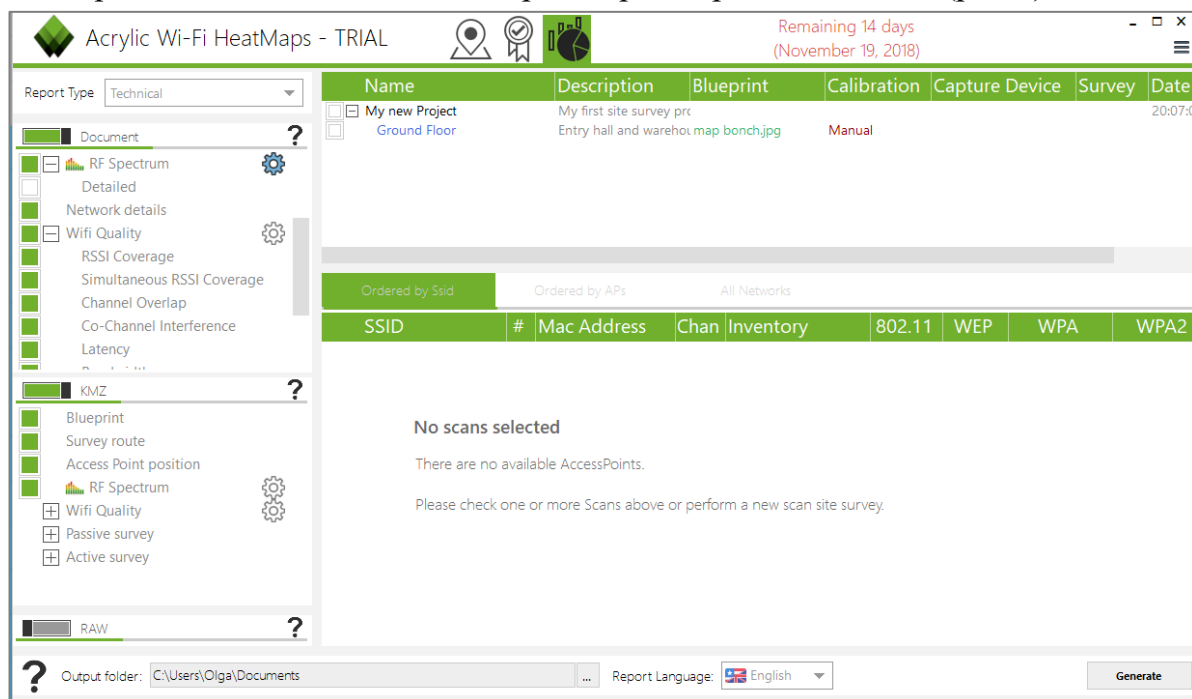 Acrylic Wi-Fi HeatMaps - TRIAL
Remaining 14 days
(November 19, 2018)
Report Type Technical
Document ?
RF Spectrum
Detailed
Network details
Wifi Quality
RSSI Coverage
Simultaneous RSSI Coverage
Channel Overlap
Co-Channel Interference
Latency
KMZ ?
Blueprint
Survey route
Access Point position
RF Spectrum
Wifi Quality
Passive survey
Active survey
RAW ?
Name Description Blueprint Calibration Capture Device Survey Date
My new Project My first site survey prc 20:07:0
Ground Floor Entry hall and warehou map bonch.jpg Manual
Ordered by Ssid Ordered by APs All Networks
SSID # Mac Address Chan Inventory 802.11 WEP WPA WPA2
No scans selected
There are no available AccessPoints.
Please check one or more Scans above or perform a new scan site survey.
? Output folder: C:\Users\Olga\Documents ... Report Language: English Generate